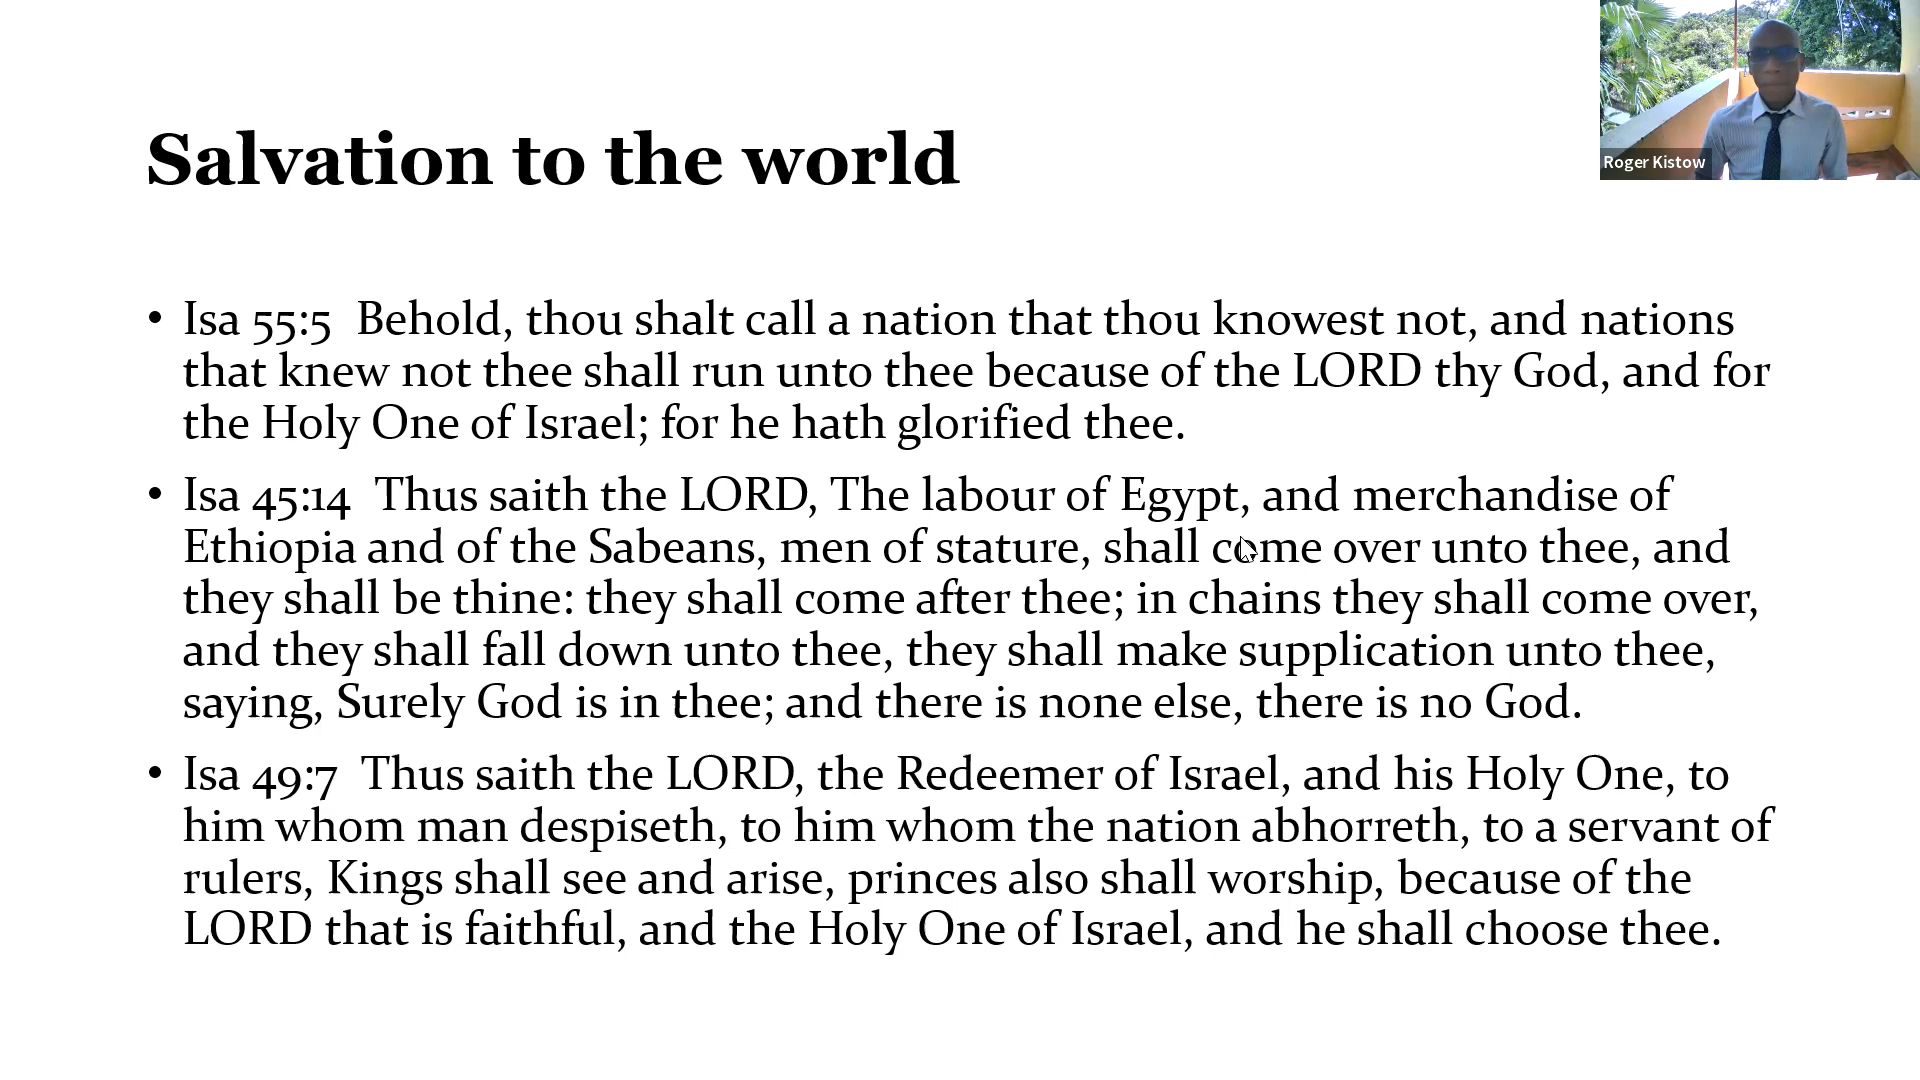 Roger Kistow
Salvation to the world
• Isa 55:5  Behold, thou shalt call a nation that thou knowest not, and nations
that knew not thee shall run unto thee because of the LORD thy God, and for
the Holy One of Israel; for he hath glorified thee.
• Isa 45:14  Thus saith the LORD, The labour of Egypt, and merchandise of
Ethiopia and of the Sabeans, men of stature, shall come over unto thee, and
they shall be thine: they shall come after thee; in chains they shall come over,
and they shall fall down unto thee, they shall make supplication unto thee,
saying, Surely God is in thee; and there is none else, there is no God.
• Isa 49:7  Thus saith the LORD, the Redeemer of Israel, and his Holy One, to
him whom man despiseth, to him whom the nation abhorreth, to a servant of
rulers, Kings shall see and arise, princes also shall worship, because of the
LORD that is faithful, and the Holy One of Israel, and he shall choose thee.